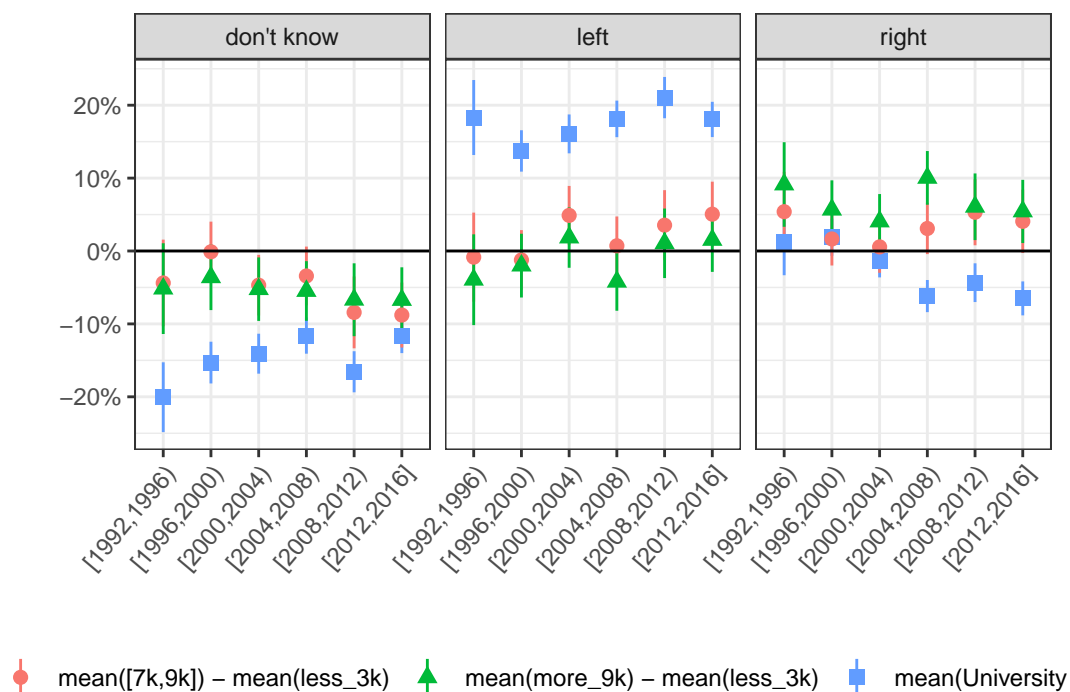 don't know left right
20%
10%
0%
−10%
−20%
[1992,1996) [1996,2000) [2000,2004) [2004,2008) [2008,2012) [2012,2016] [1992,1996) [1996,2000) [2000,2004) [2004,2008) [2008,2012) [2012,2016] [1992,1996) [1996,2000) [2000,2004) [2004,2008) [2008,2012) [2012,2016]
mean([7k,9k]) − mean(less_3k) mean(more_9k) − mean(less_3k) mean(University